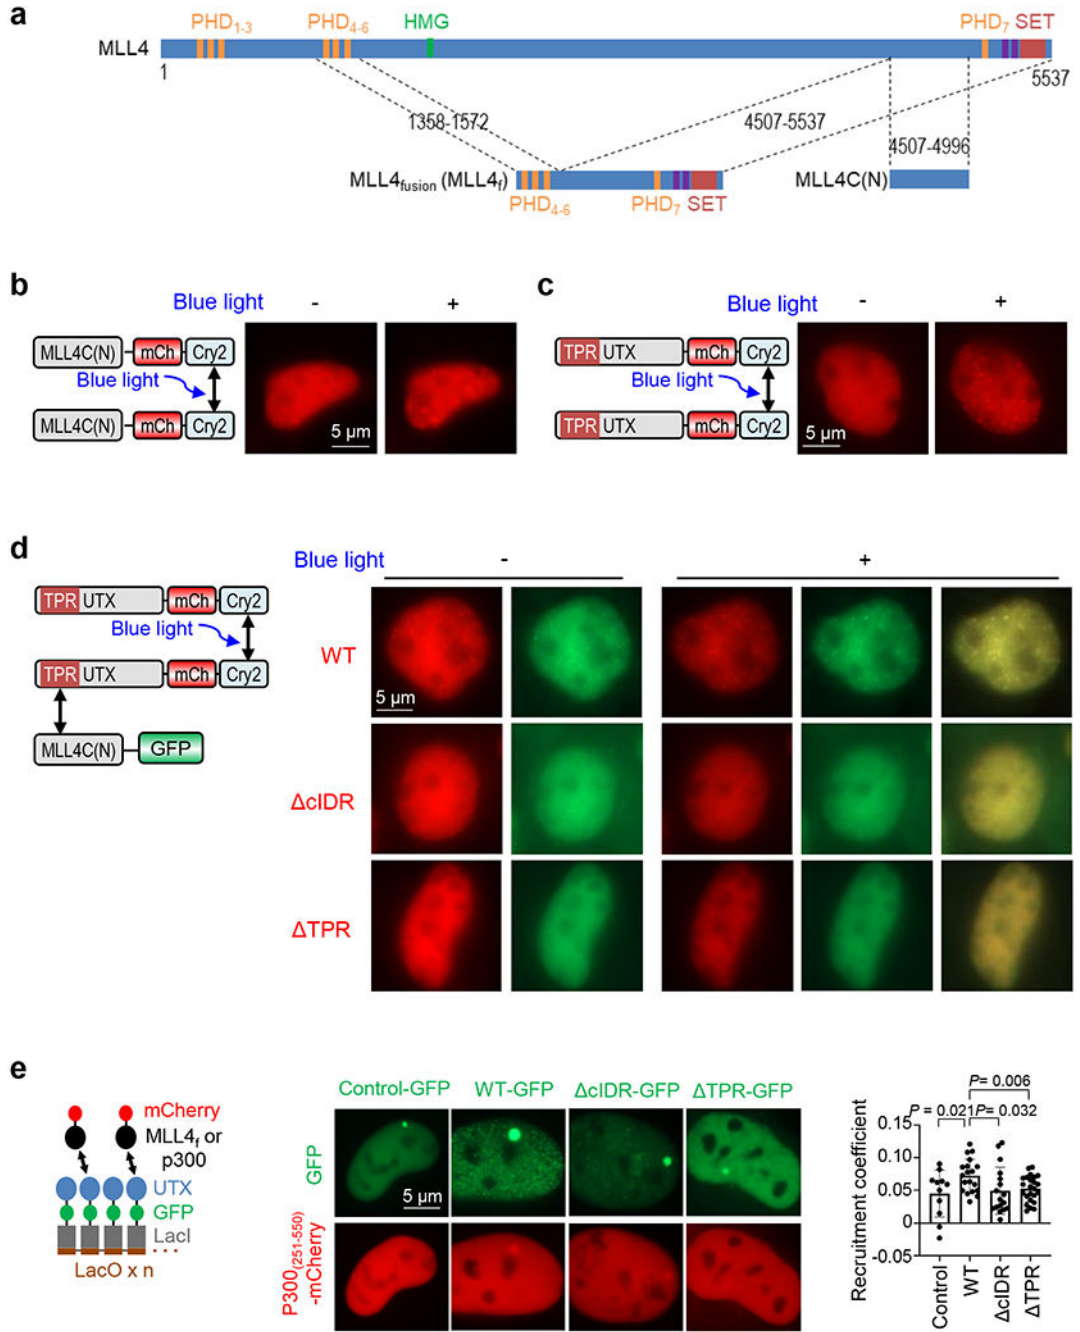 a
PHD1-3 PHD4-6 HMG PHD7 SET
MLL4
1 5537
1358-1572 4507-5537
4507-4996
MLL4fusion (MLL4f) MLL4C(N)
PHD4-6 PHD7 SET
b
Blue light - +
MLL4C(N) mCh Cry2
Blue light
MLL4C(N) mCh Cry2
5 µm
c
Blue light - +
TPR UTX mCh Cry2
Blue light
TPR UTX mCh Cry2
5 µm
d
Blue light - +
TPR UTX mCh Cry2
Blue light
TPR UTX mCh Cry2
MLL4C(N) GFP
WT
5 µm
ΔcIDR
ΔTPR
e
mCherry
MLL4f or
p300
UTX
GFP
LacI
LacO x n
Control-GFP WT-GFP ΔcIDR-GFP ΔTPR-GFP
GFP
5 µm
P300(251-550)
-mCherry
P= 0.006
P = 0.021 P= 0.032
Recruitment coefficient
0.15
0.10
0.05
0
-0.05
Control
WT
ΔcIDR
ΔTPR